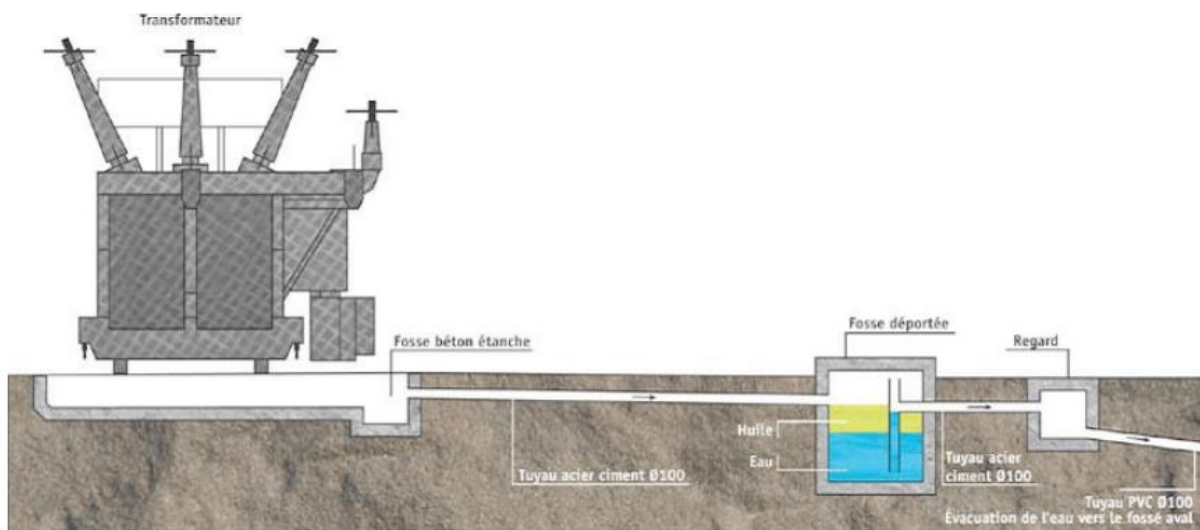 Transformateur
Fosse béton étanche
Fosse déportée
Regard
Huile
Eau
Tuyau acier ciment Ø100
Tuyau acier
ciment Ø100
Tuyau PVC Ø100
Évacuation de l'eau vers le fossé aval